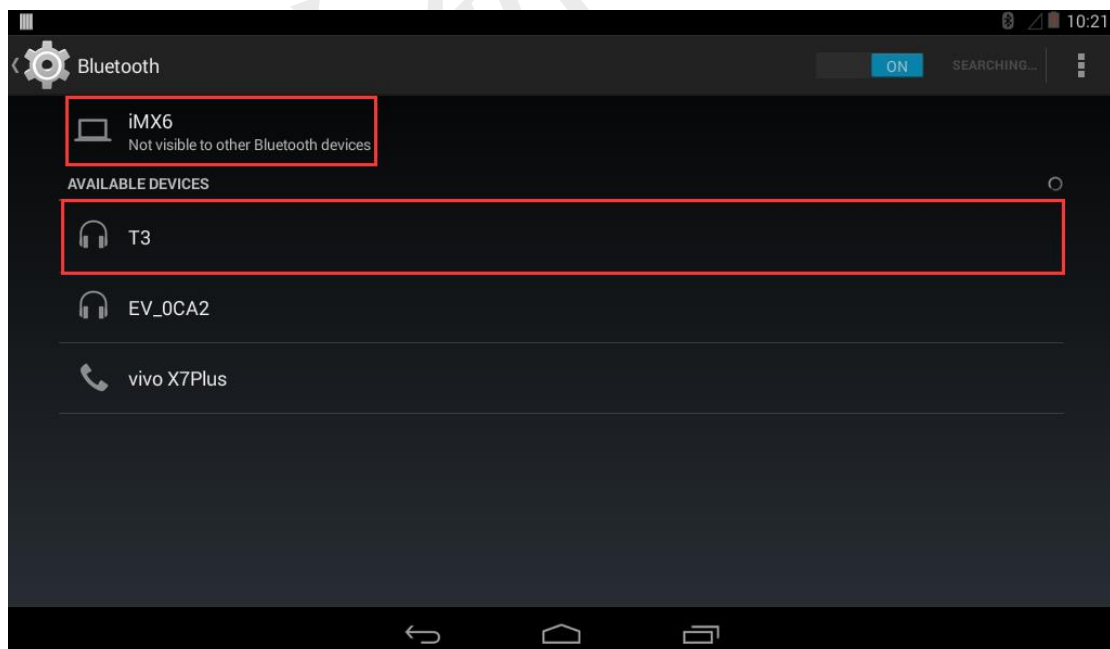 10:21
Bluetooth
ON
SEARCHING...
iMX6
Not visible to other Bluetooth devices
AVAILABLE DEVICES
T3
EV_0CA2
vivo X7Plus